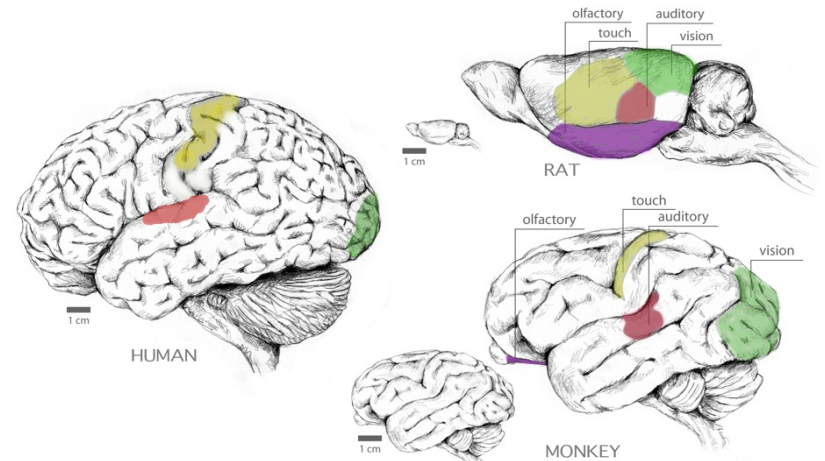 olfactory
auditory
touch
vision
1 cm
RAT
1 cm
HUMAN
touch
olfactory
auditory
vision
1 cm
MONKEY